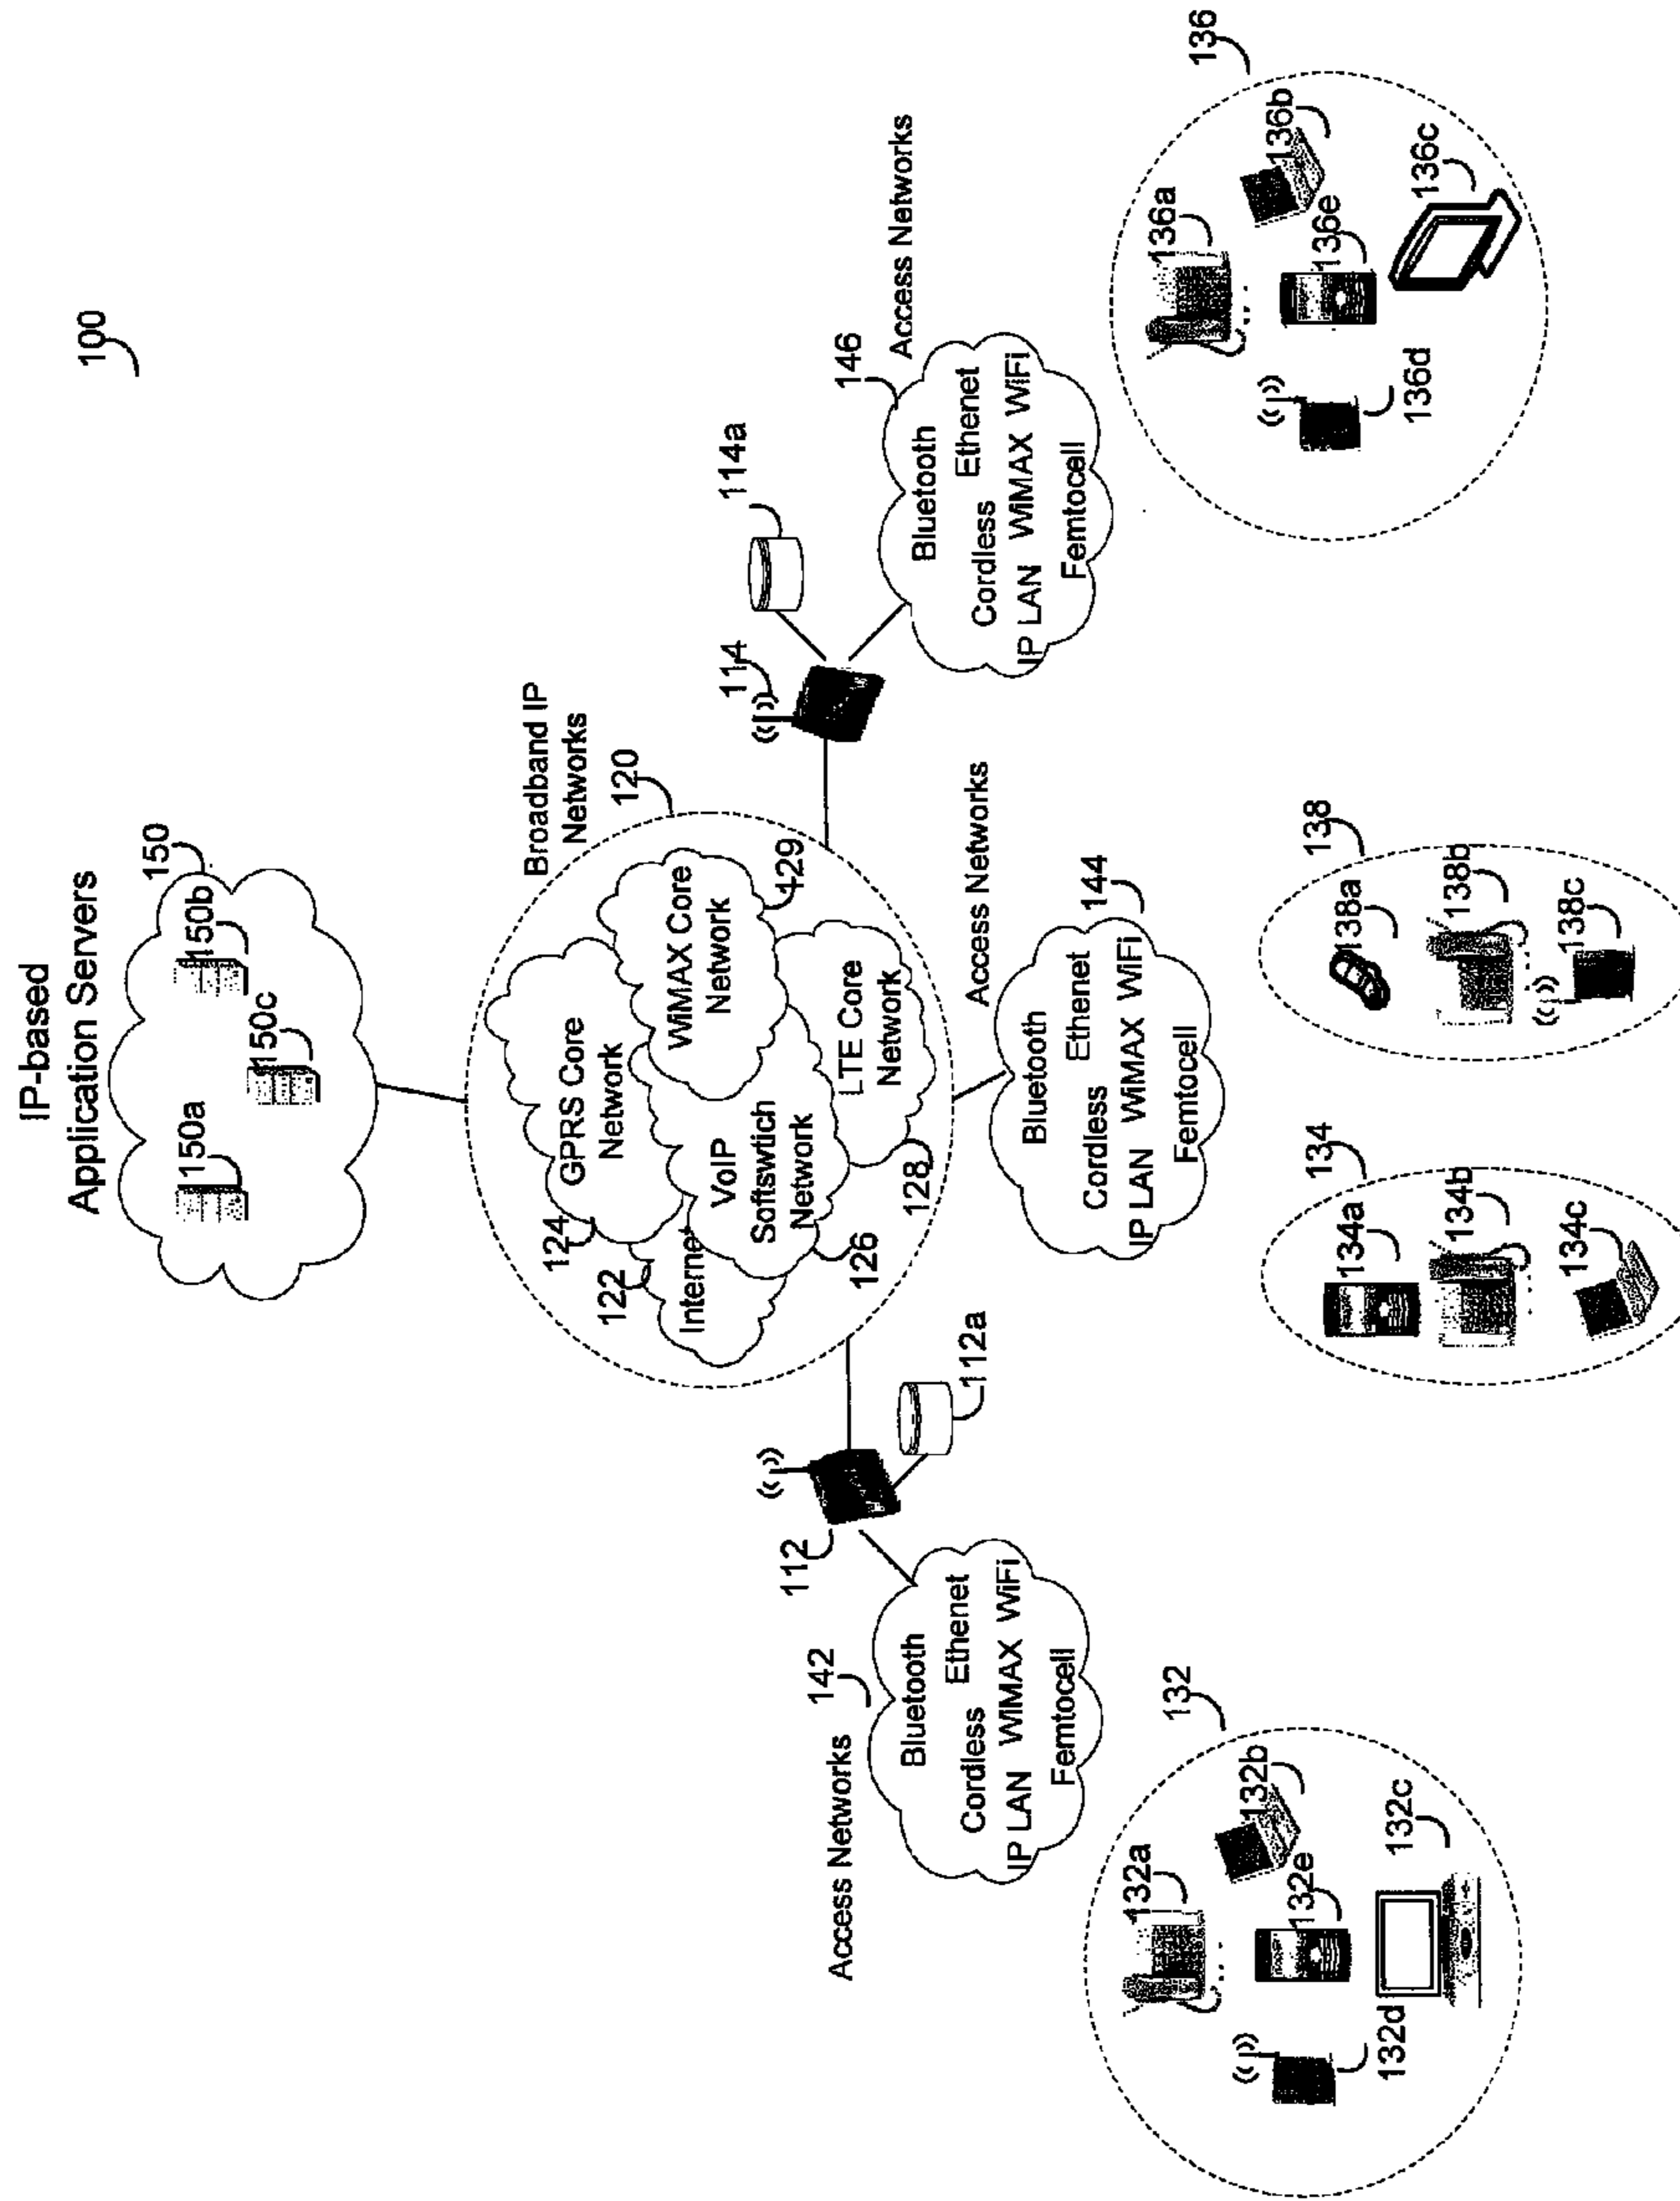 100
IP-based
Application Servers
150
150a
150b
150c
Broadband IP
Networks
120
GPRS Core
Network
124
WiMAX Core
Network
129
Internet
122
VoIP
Softswtich
Network
126
LTE Core
Network
128
112
112a
114
114a
Access Networks
142
Bluetooth
Cordless Ethenet
IP LAN WiMAX WiFi
Femtocell
Access Networks
144
Bluetooth
Cordless Ethenet
IP LAN WiMAX WiFi
Femtocell
Access Networks
146
Bluetooth
Cordless Ethenet
IP LAN WiMAX WiFi
Femtocell
132
132a
132b
132e
132d
132c
134
134a
134b
134c
138
138a
138b
138c
136
136a
136b
136e
136d
136c